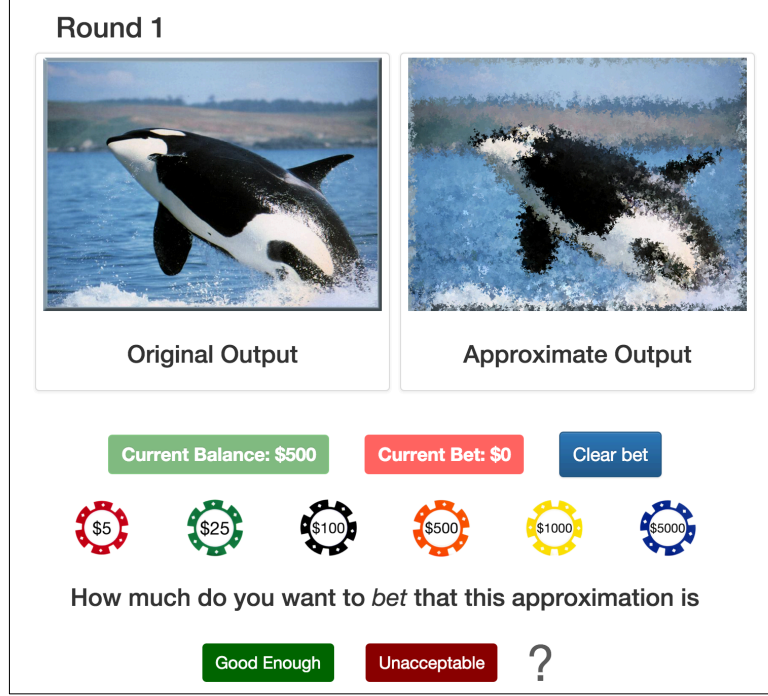 Round 1
Original Output
Approximate Output
Current Balance: $500
Current Bet: $0
Clear bet
$5
$25
$100
$500
$1000
$5000
How much do you want to bet that this approximation is
Good Enough
Unacceptable
?